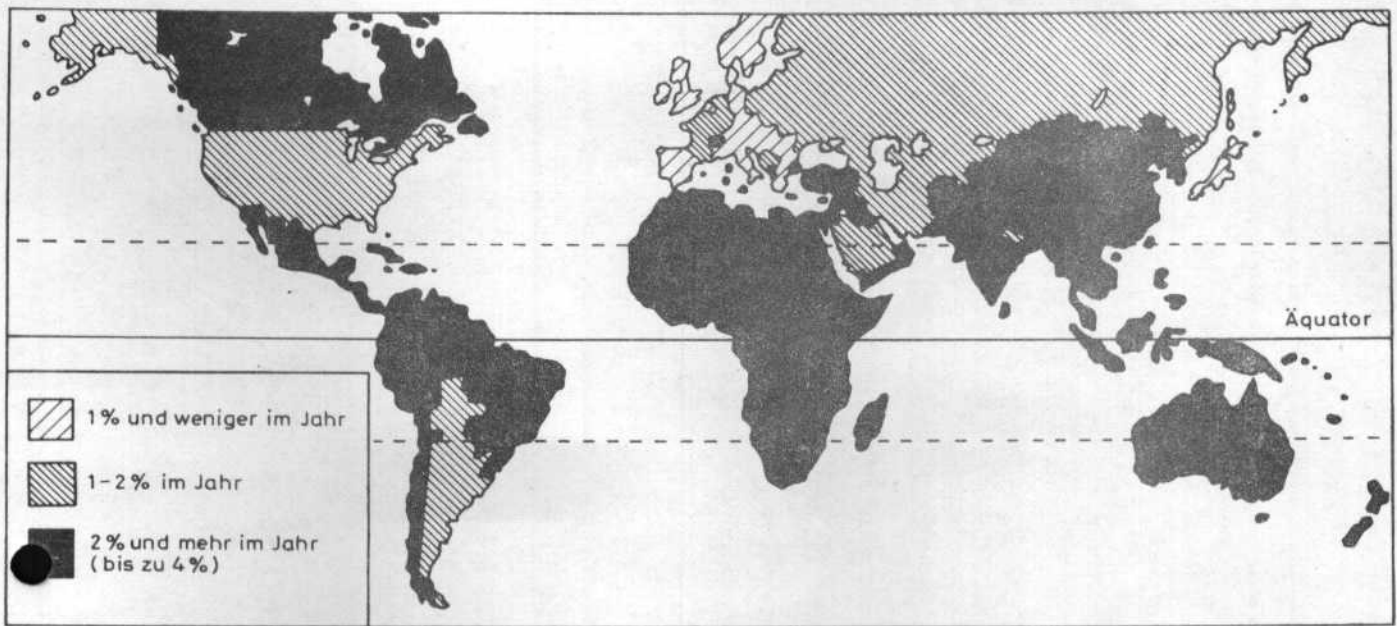 Äquator
1% und weniger im Jahr
1-2% im Jahr
2% und mehr im Jahr
(bis zu 4%)